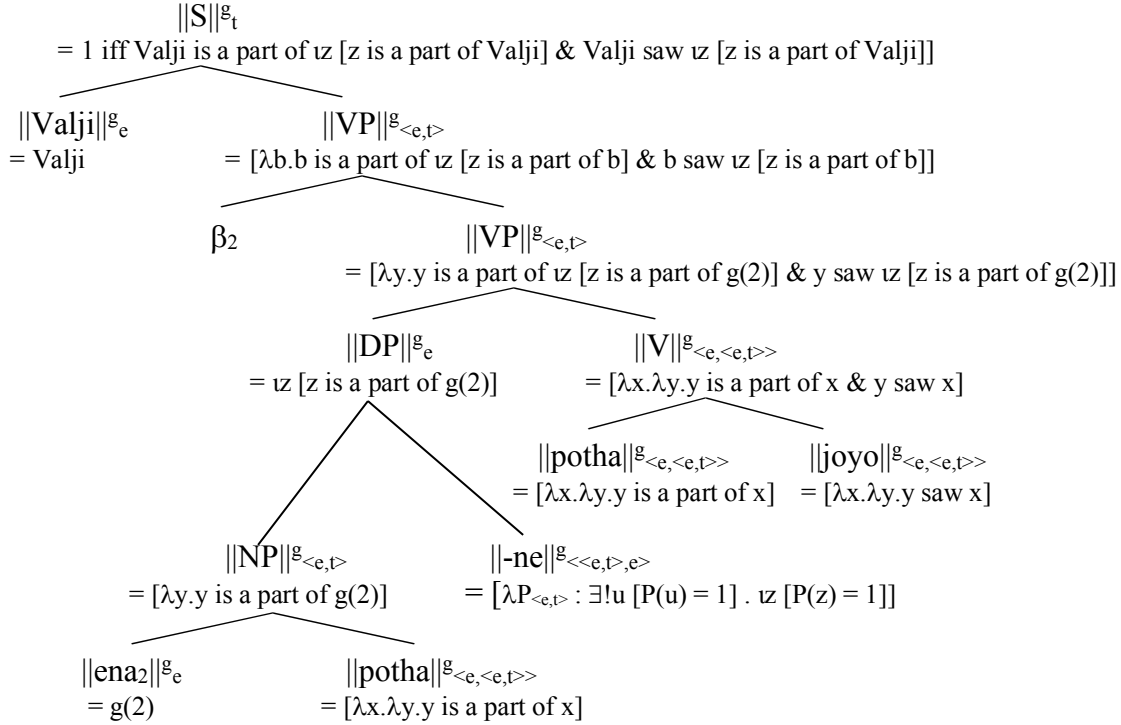 ||S||ᵍₜ
= 1 iff Valji is a part of ιz [z is a part of Valji] & Valji saw ιz [z is a part of Valji]]
||Valji||ᵍₑ ||VP||ᵍ<e,t>
= Valji = [λb.b is a part of ιz [z is a part of b] & b saw ιz [z is a part of b]]
β₂ ||VP||ᵍ<e,t>
= [λy.y is a part of ιz [z is a part of g(2)] & y saw ιz [z is a part of g(2)]]
||DP||ᵍₑ ||V||ᵍ<e,<e,t>>
= ιz [z is a part of g(2)] = [λx.λy.y is a part of x & y saw x]
||potha||ᵍ<e,<e,t>> ||joyo||ᵍ<e,<e,t>>
= [λx.λy.y is a part of x] = [λx.λy.y saw x]
||NP||ᵍ<e,t> ||-ne||ᵍ<<e,t>,e>
= [λy.y is a part of g(2)] = [λP<e,t> : ∃!u [P(u) = 1] . ιz [P(z) = 1]]
||ena₂||ᵍₑ ||potha||ᵍ<e,<e,t>>
= g(2) = [λx.λy.y is a part of x]